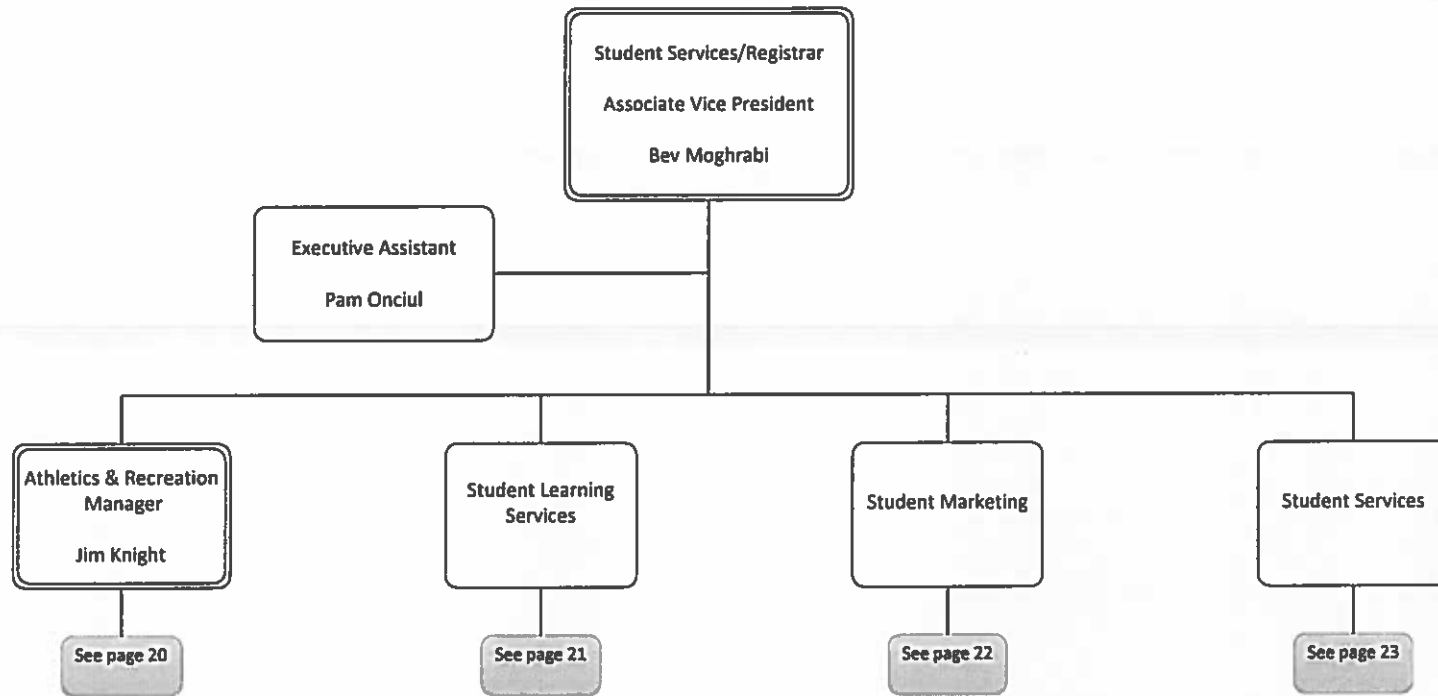 Student Services/Registrar
Associate Vice President
Bev Moghrabi
Executive Assistant
Pam Onciul
Athletics & Recreation
Manager
Jim Knight
Student Learning
Services
Student Marketing
Student Services
See page 20
See page 21
See page 22
See page 23